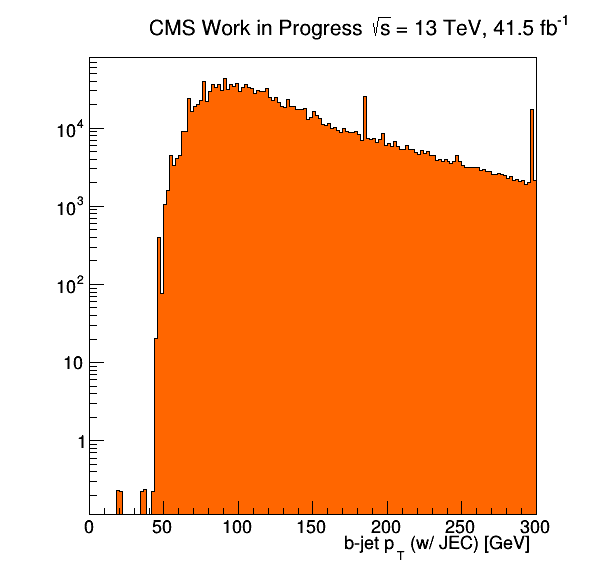 CMS Work in Progress √s = 13 TeV, 41.5 fb⁻¹
10⁴
10³
10²
10
1
0 50 100 150 200 250 300
b-jet p_T (w/ JEC) [GeV]